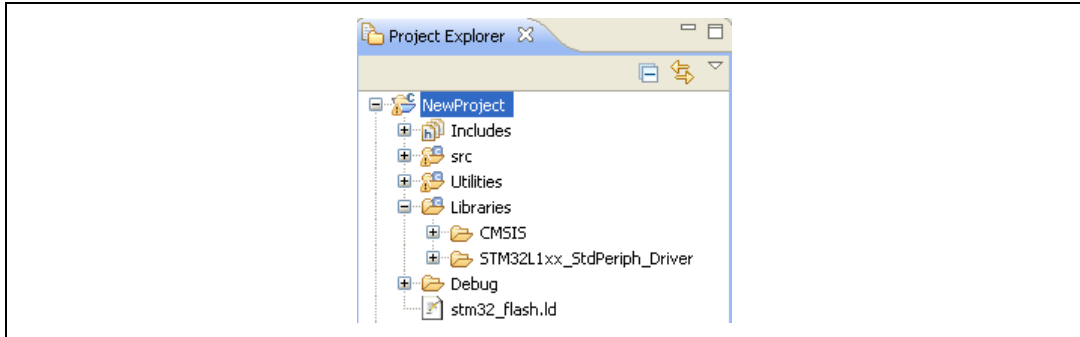 Project Explorer
NewProject
Includes
src
Utilities
Libraries
CMSIS
STM32L1xx_StdPeriph_Driver
Debug
stm32_flash.ld